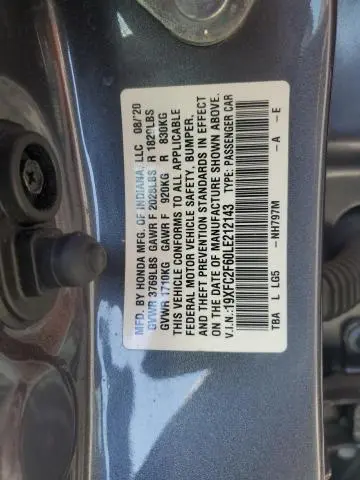 MFD. BY HONDA MFG. OF INDIANA, LLC 08/20
GVWR 3769LBS GAWR F 2028LBS R 1829LBS
GVWR 1710KG GAWR F 920KG R 830KG
THIS VEHICLE CONFORMS TO ALL APPLICABLE
FEDERAL MOTOR VEHICLE SAFETY, BUMPER,
AND THEFT PREVENTION STANDARDS IN EFFECT
ON THE DATE OF MANUFACTURE SHOWN ABOVE.
V.I.N.:19XFC2F60LE212143 TYPE: PASSENGER CAR
TBA L LG5 - NH797M - A - E